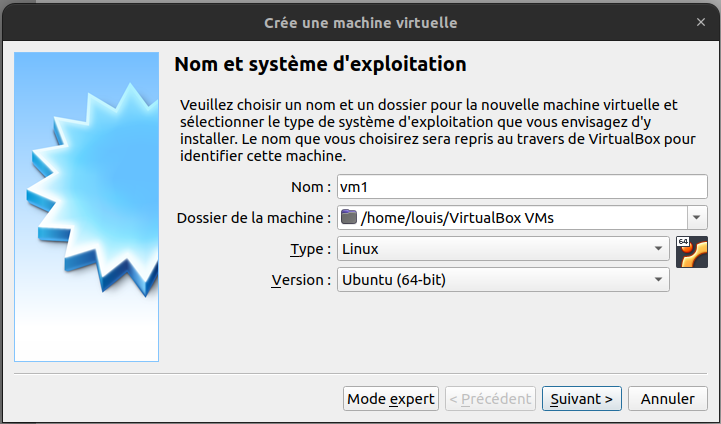 Crée une machine virtuelle
Nom et système d'exploitation
Veuillez choisir un nom et un dossier pour la nouvelle machine virtuelle et
sélectionner le type de système d'exploitation que vous envisagez d'y
installer. Le nom que vous choisirez sera repris au travers de VirtualBox pour
identifier cette machine.
Nom : vm1
Dossier de la machine : /home/louis/VirtualBox VMs
Type : Linux
64
Version : Ubuntu (64-bit)
Mode expert < Précédent Suivant > Annuler